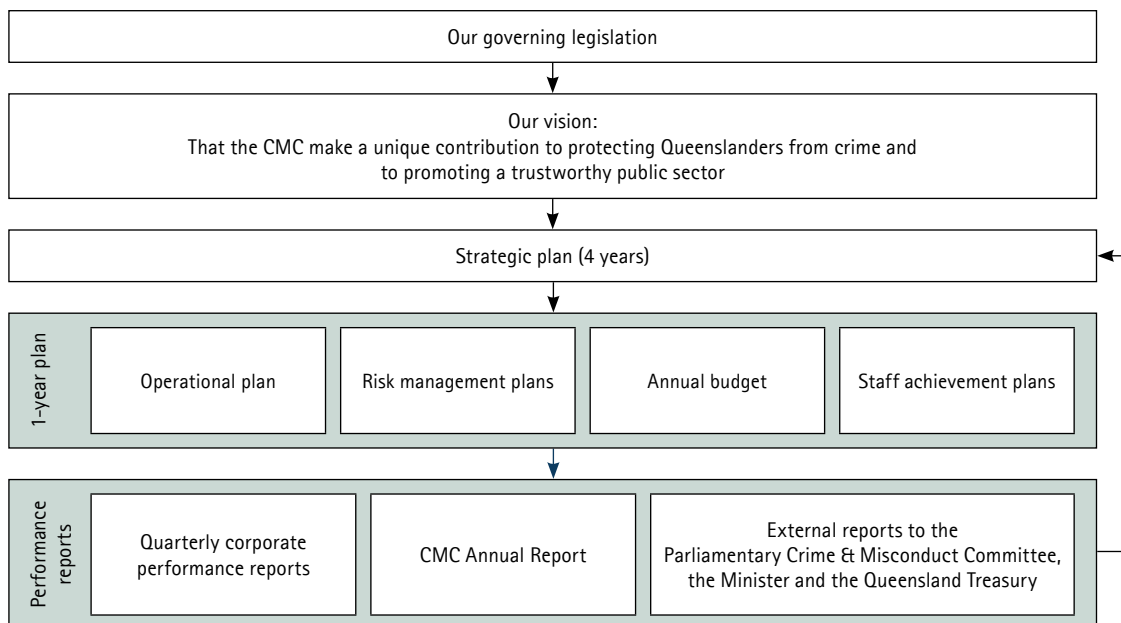 Our governing legislation
Our vision:
That the CMC make a unique contribution to protecting Queenslanders from crime and
to promoting a trustworthy public sector
Strategic plan (4 years)
1-year plan
Operational plan
Risk management plans
Annual budget
Staff achievement plans
Performance
reports
Quarterly corporate
performance reports
CMC Annual Report
External reports to the
Parliamentary Crime & Misconduct Committee,
the Minister and the Queensland Treasury